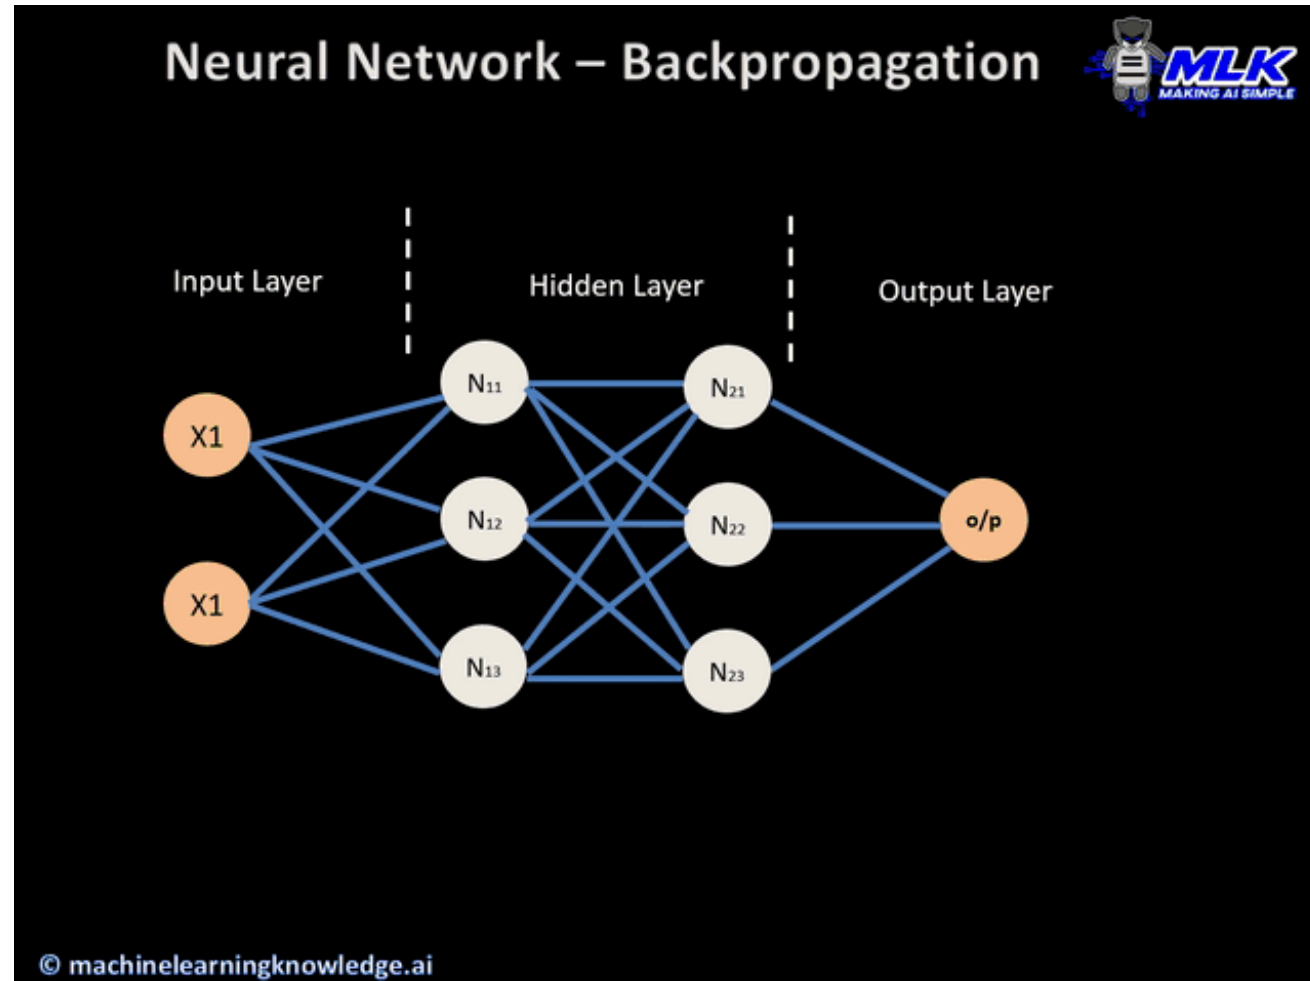 Neural Network – Backpropagation
MLK
MAKING AI SIMPLE
Input Layer
Hidden Layer
Output Layer
N₁₁
N₂₁
X1
N₁₂
N₂₂
o/p
X1
N₁₃
N₂₃
© machinelearningknowledge.ai